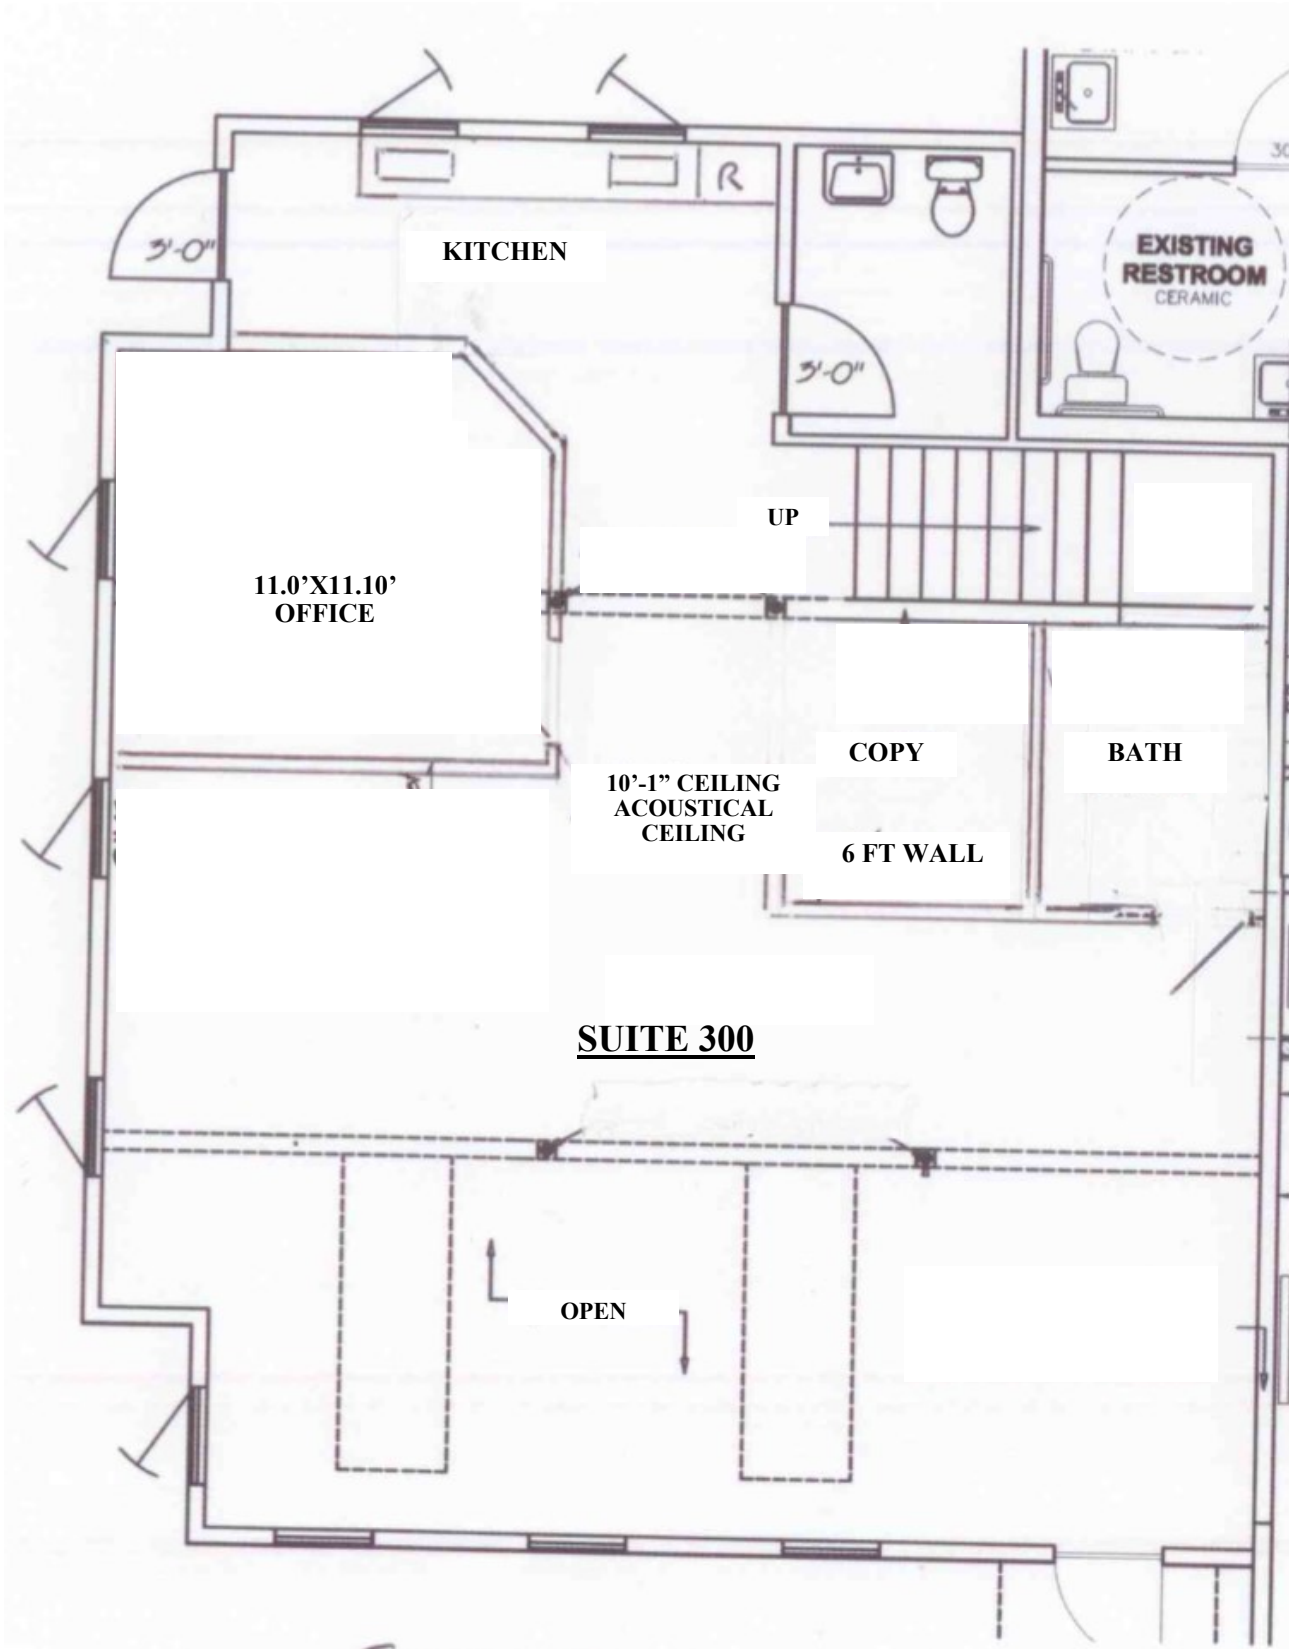 30
EXISTING
RESTROOM
CERAMIC
R
KITCHEN
3'-0"
3'-0"
UP
11.0’X11.10’
OFFICE
COPY
BATH
10’-1” CEILING
ACOUSTICAL
CEILING
6 FT WALL
SUITE 300
OPEN